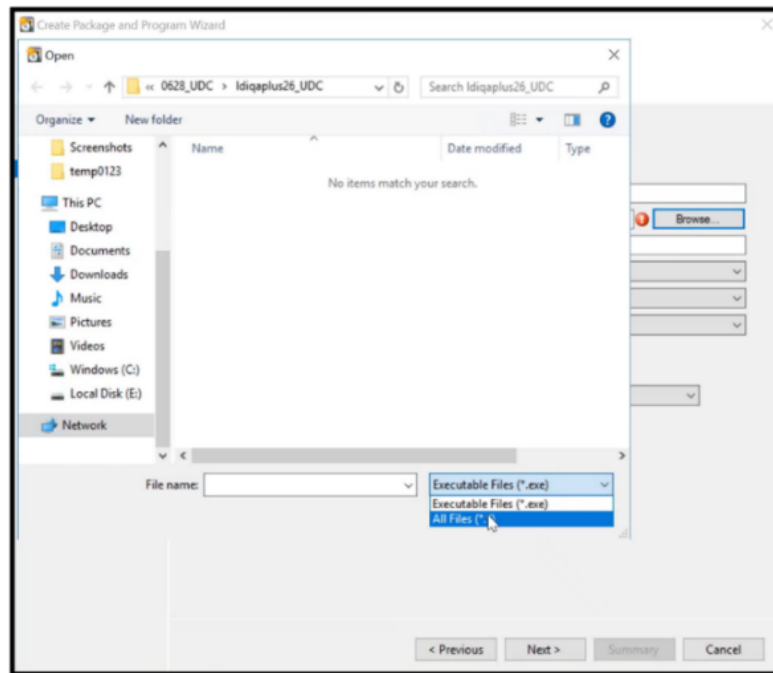 Create Package and Program Wizard
Open
« 0628_UDC > ldiqaplus26_UDC
Search ldiqaplus26_UDC
Organize
New folder
Name
Date modified
Type
No items match your search.
Screenshots
temp0123
This PC
Desktop
Documents
Downloads
Music
Pictures
Videos
Windows (C:)
Local Disk (E:)
Network
Browse...
File name:
Executable Files (*.exe)
Executable Files (*.exe)
All Files (*.
< Previous
Next >
Summary
Cancel